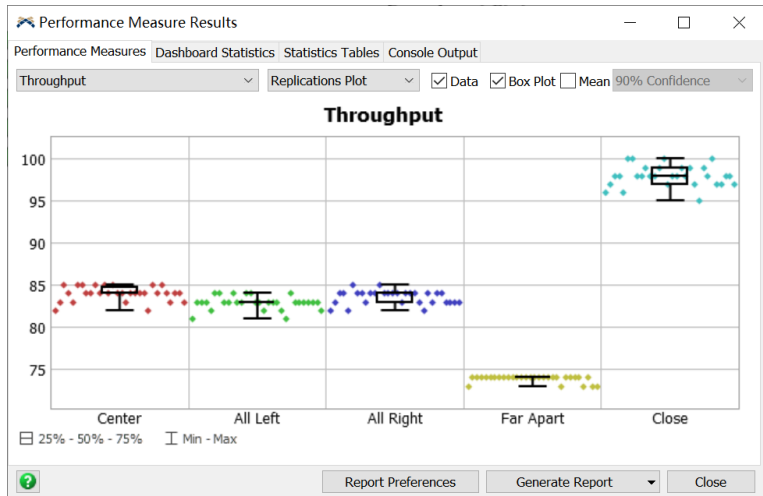 Performance Measure Results
Performance Measures Dashboard Statistics Statistics Tables Console Output
Throughput Replications Plot Data Box Plot Mean 90% Confidence
Throughput
100
95
90
85
80
75
Center All Left All Right Far Apart Close
25% - 50% - 75% Min - Max
? Report Preferences Generate Report Close